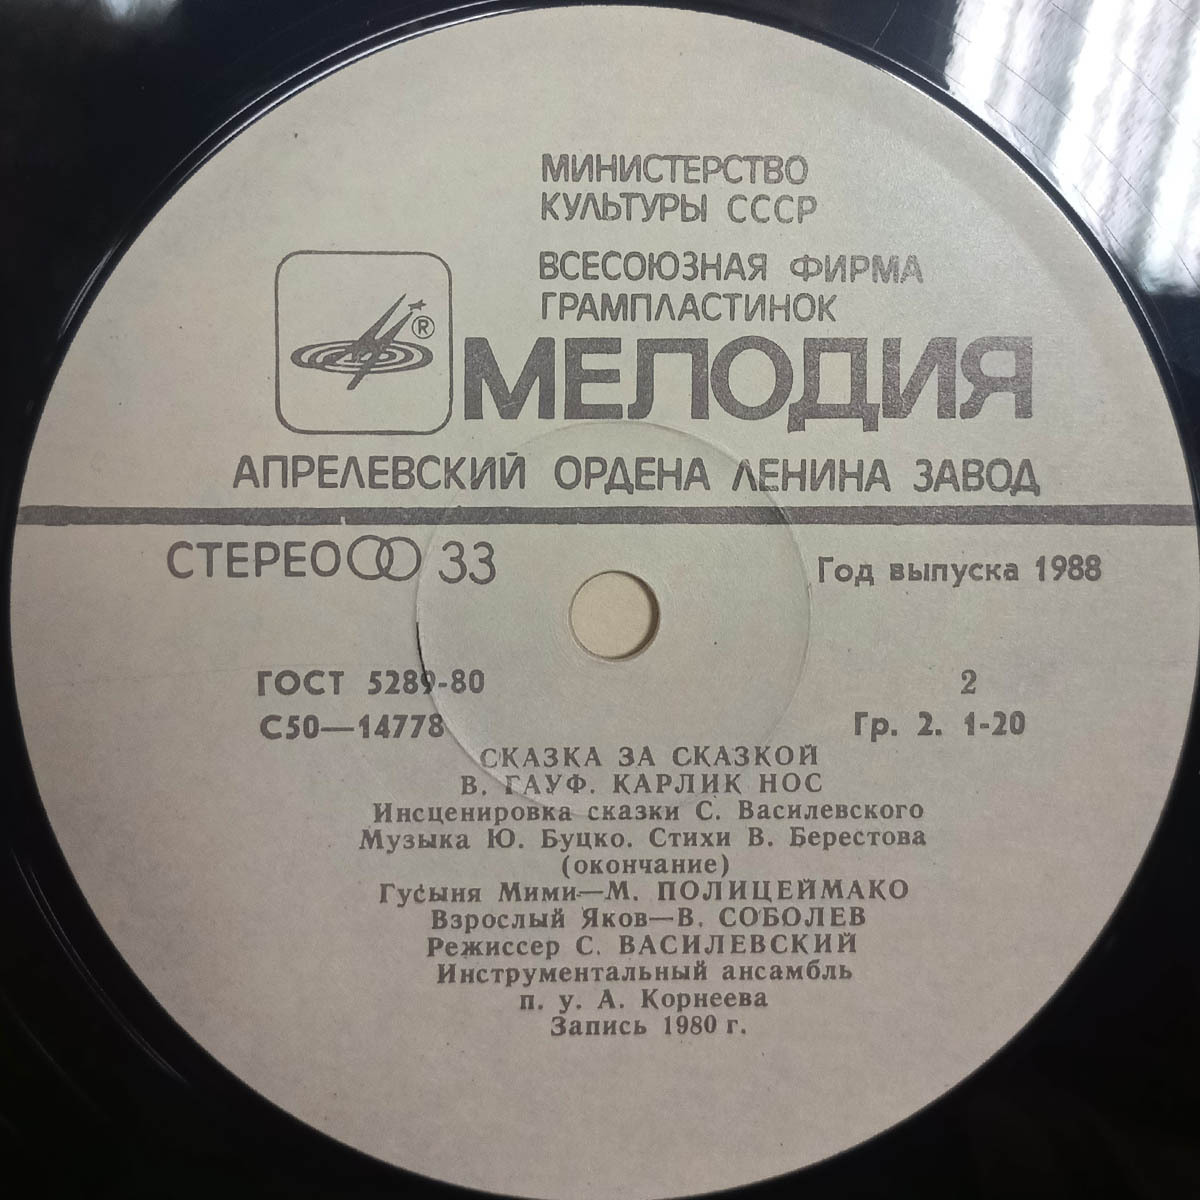 МИНИСТЕРСТВО
КУЛЬТУРЫ СССР
ВСЕСОЮЗНАЯ ФИРМА
ГРАМПЛАСТИНОК
®
МЕЛОДИЯ
АПРЕЛЕВСКИЙ ОРДЕНА ЛЕНИНА ЗАВОД
СТЕРЕО 33 Год выпуска 1988
ГОСТ 5289-80 2
С50—14778 Гр. 2. 1-20
СКАЗКА ЗА СКАЗКОЙ
В. ГАУФ. КАРЛИК НОС
Инсценировка сказки С. Василевского
Музыка Ю. Буцко. Стихи В. Берестова
(окончание)
Гусыня Мими—М. ПОЛИЦЕЙМАКО
Взрослый Яков—В. СОБОЛЕВ
Режиссер С. ВАСИЛЕВСКИЙ
Инструментальный ансамбль
п. у. А. Корнеева
Запись 1980 г.